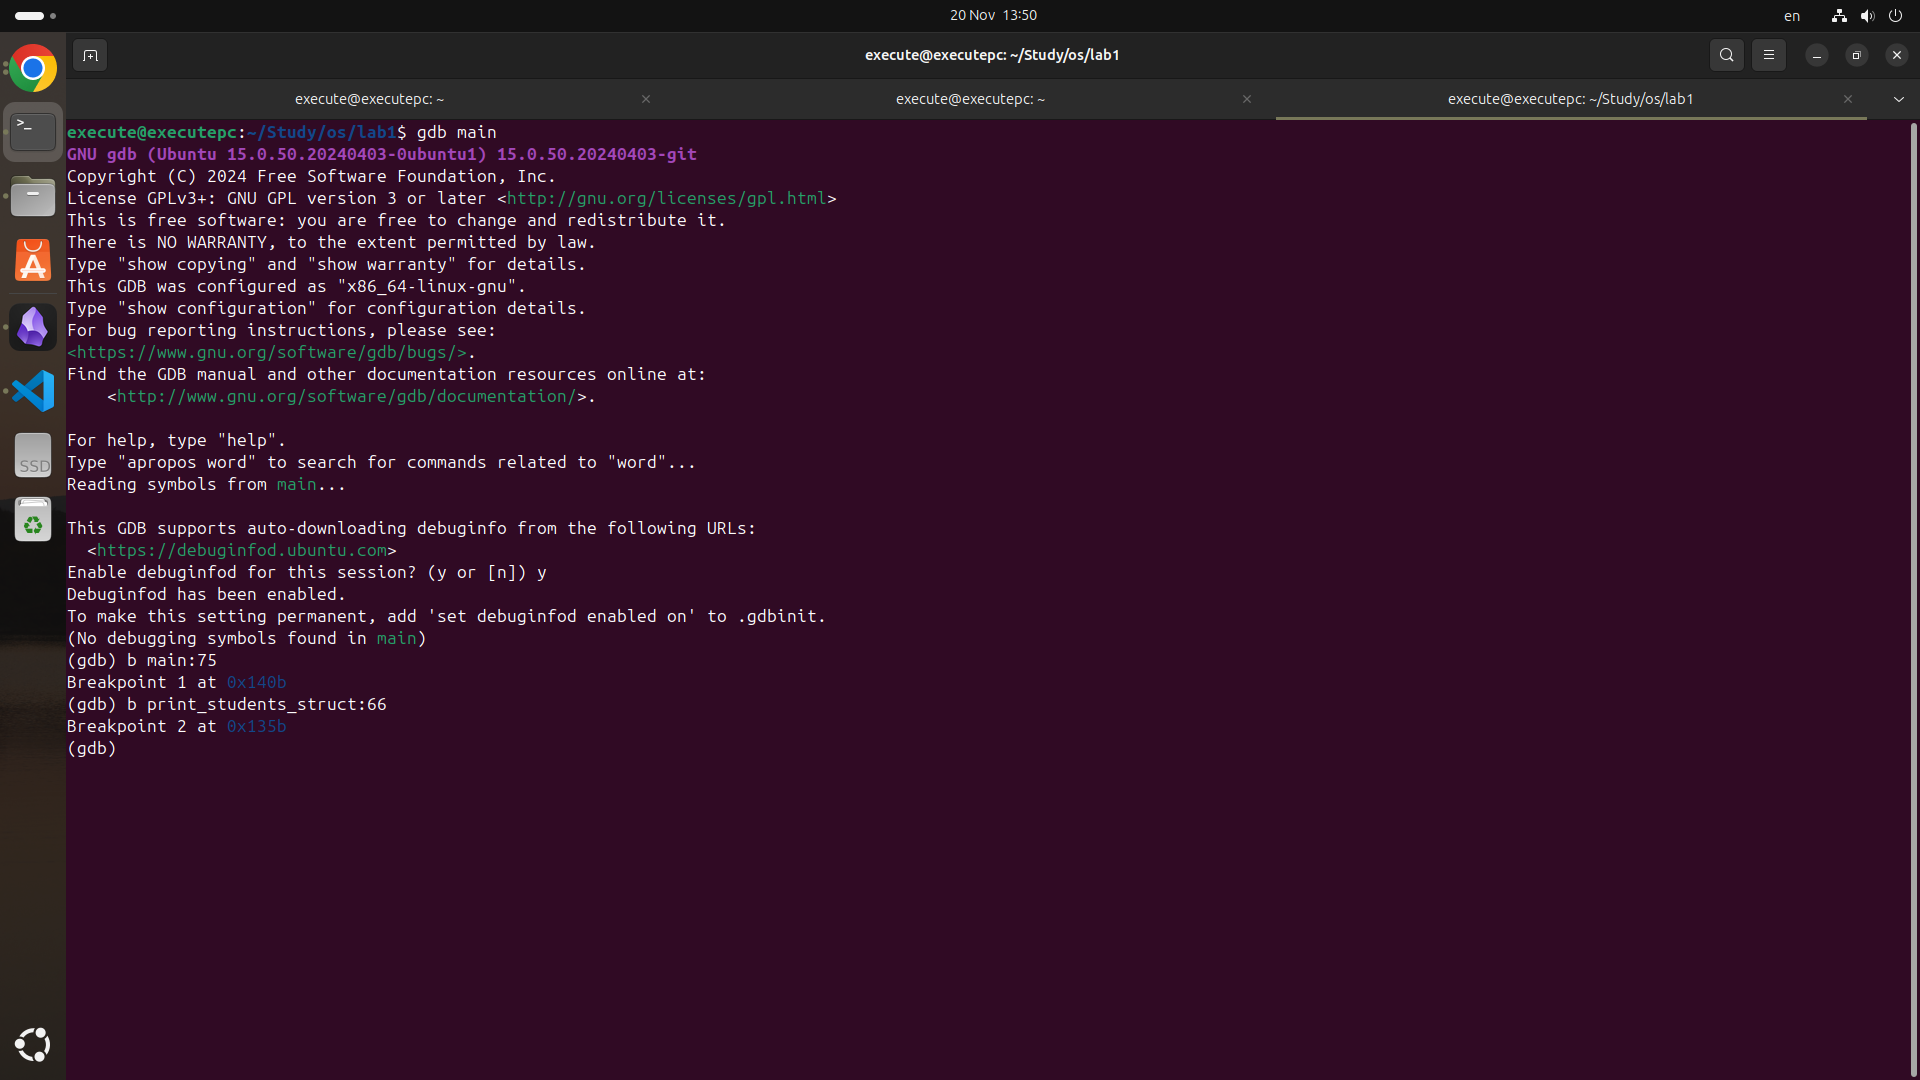 20 Nov 13:50
en
execute@executepc: ~/Study/os/lab1
execute@executepc: ~
execute@executepc: ~
execute@executepc: ~/Study/os/lab1
execute@executepc:~/Study/os/lab1$ gdb main
GNU gdb (Ubuntu 15.0.50.20240403-0ubuntu1) 15.0.50.20240403-git
Copyright (C) 2024 Free Software Foundation, Inc.
License GPLv3+: GNU GPL version 3 or later <http://gnu.org/licenses/gpl.html>
This is free software: you are free to change and redistribute it.
There is NO WARRANTY, to the extent permitted by law.
Type "show copying" and "show warranty" for details.
This GDB was configured as "x86_64-linux-gnu".
Type "show configuration" for configuration details.
For bug reporting instructions, please see:
<https://www.gnu.org/software/gdb/bugs/>.
Find the GDB manual and other documentation resources online at:
    <http://www.gnu.org/software/gdb/documentation/>.
For help, type "help".
Type "apropos word" to search for commands related to "word"...
Reading symbols from main...
This GDB supports auto-downloading debuginfo from the following URLs:
  <https://debuginfod.ubuntu.com>
Enable debuginfod for this session? (y or [n]) y
Debuginfod has been enabled.
To make this setting permanent, add 'set debuginfod enabled on' to .gdbinit.
(No debugging symbols found in main)
(gdb) b main:75
Breakpoint 1 at 0x140b
(gdb) b print_students_struct:66
Breakpoint 2 at 0x135b
(gdb)
SSD